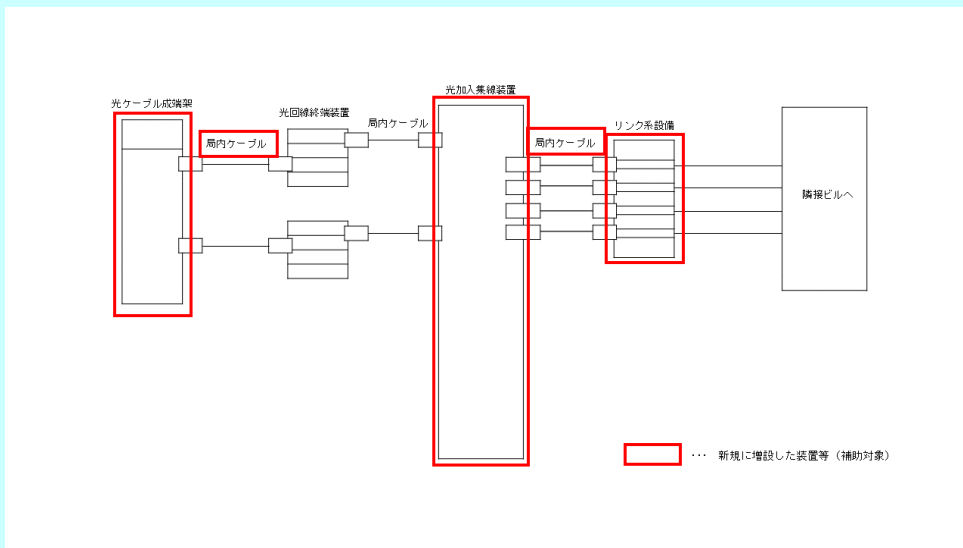 光加入集線装置
光ケーブル成端架
局内ケーブル
光回線終端装置
局内ケーブル
局内ケーブル
リンク系設備
隣接ビルへ
・・・ 新規に増設した装置等（補助対象）